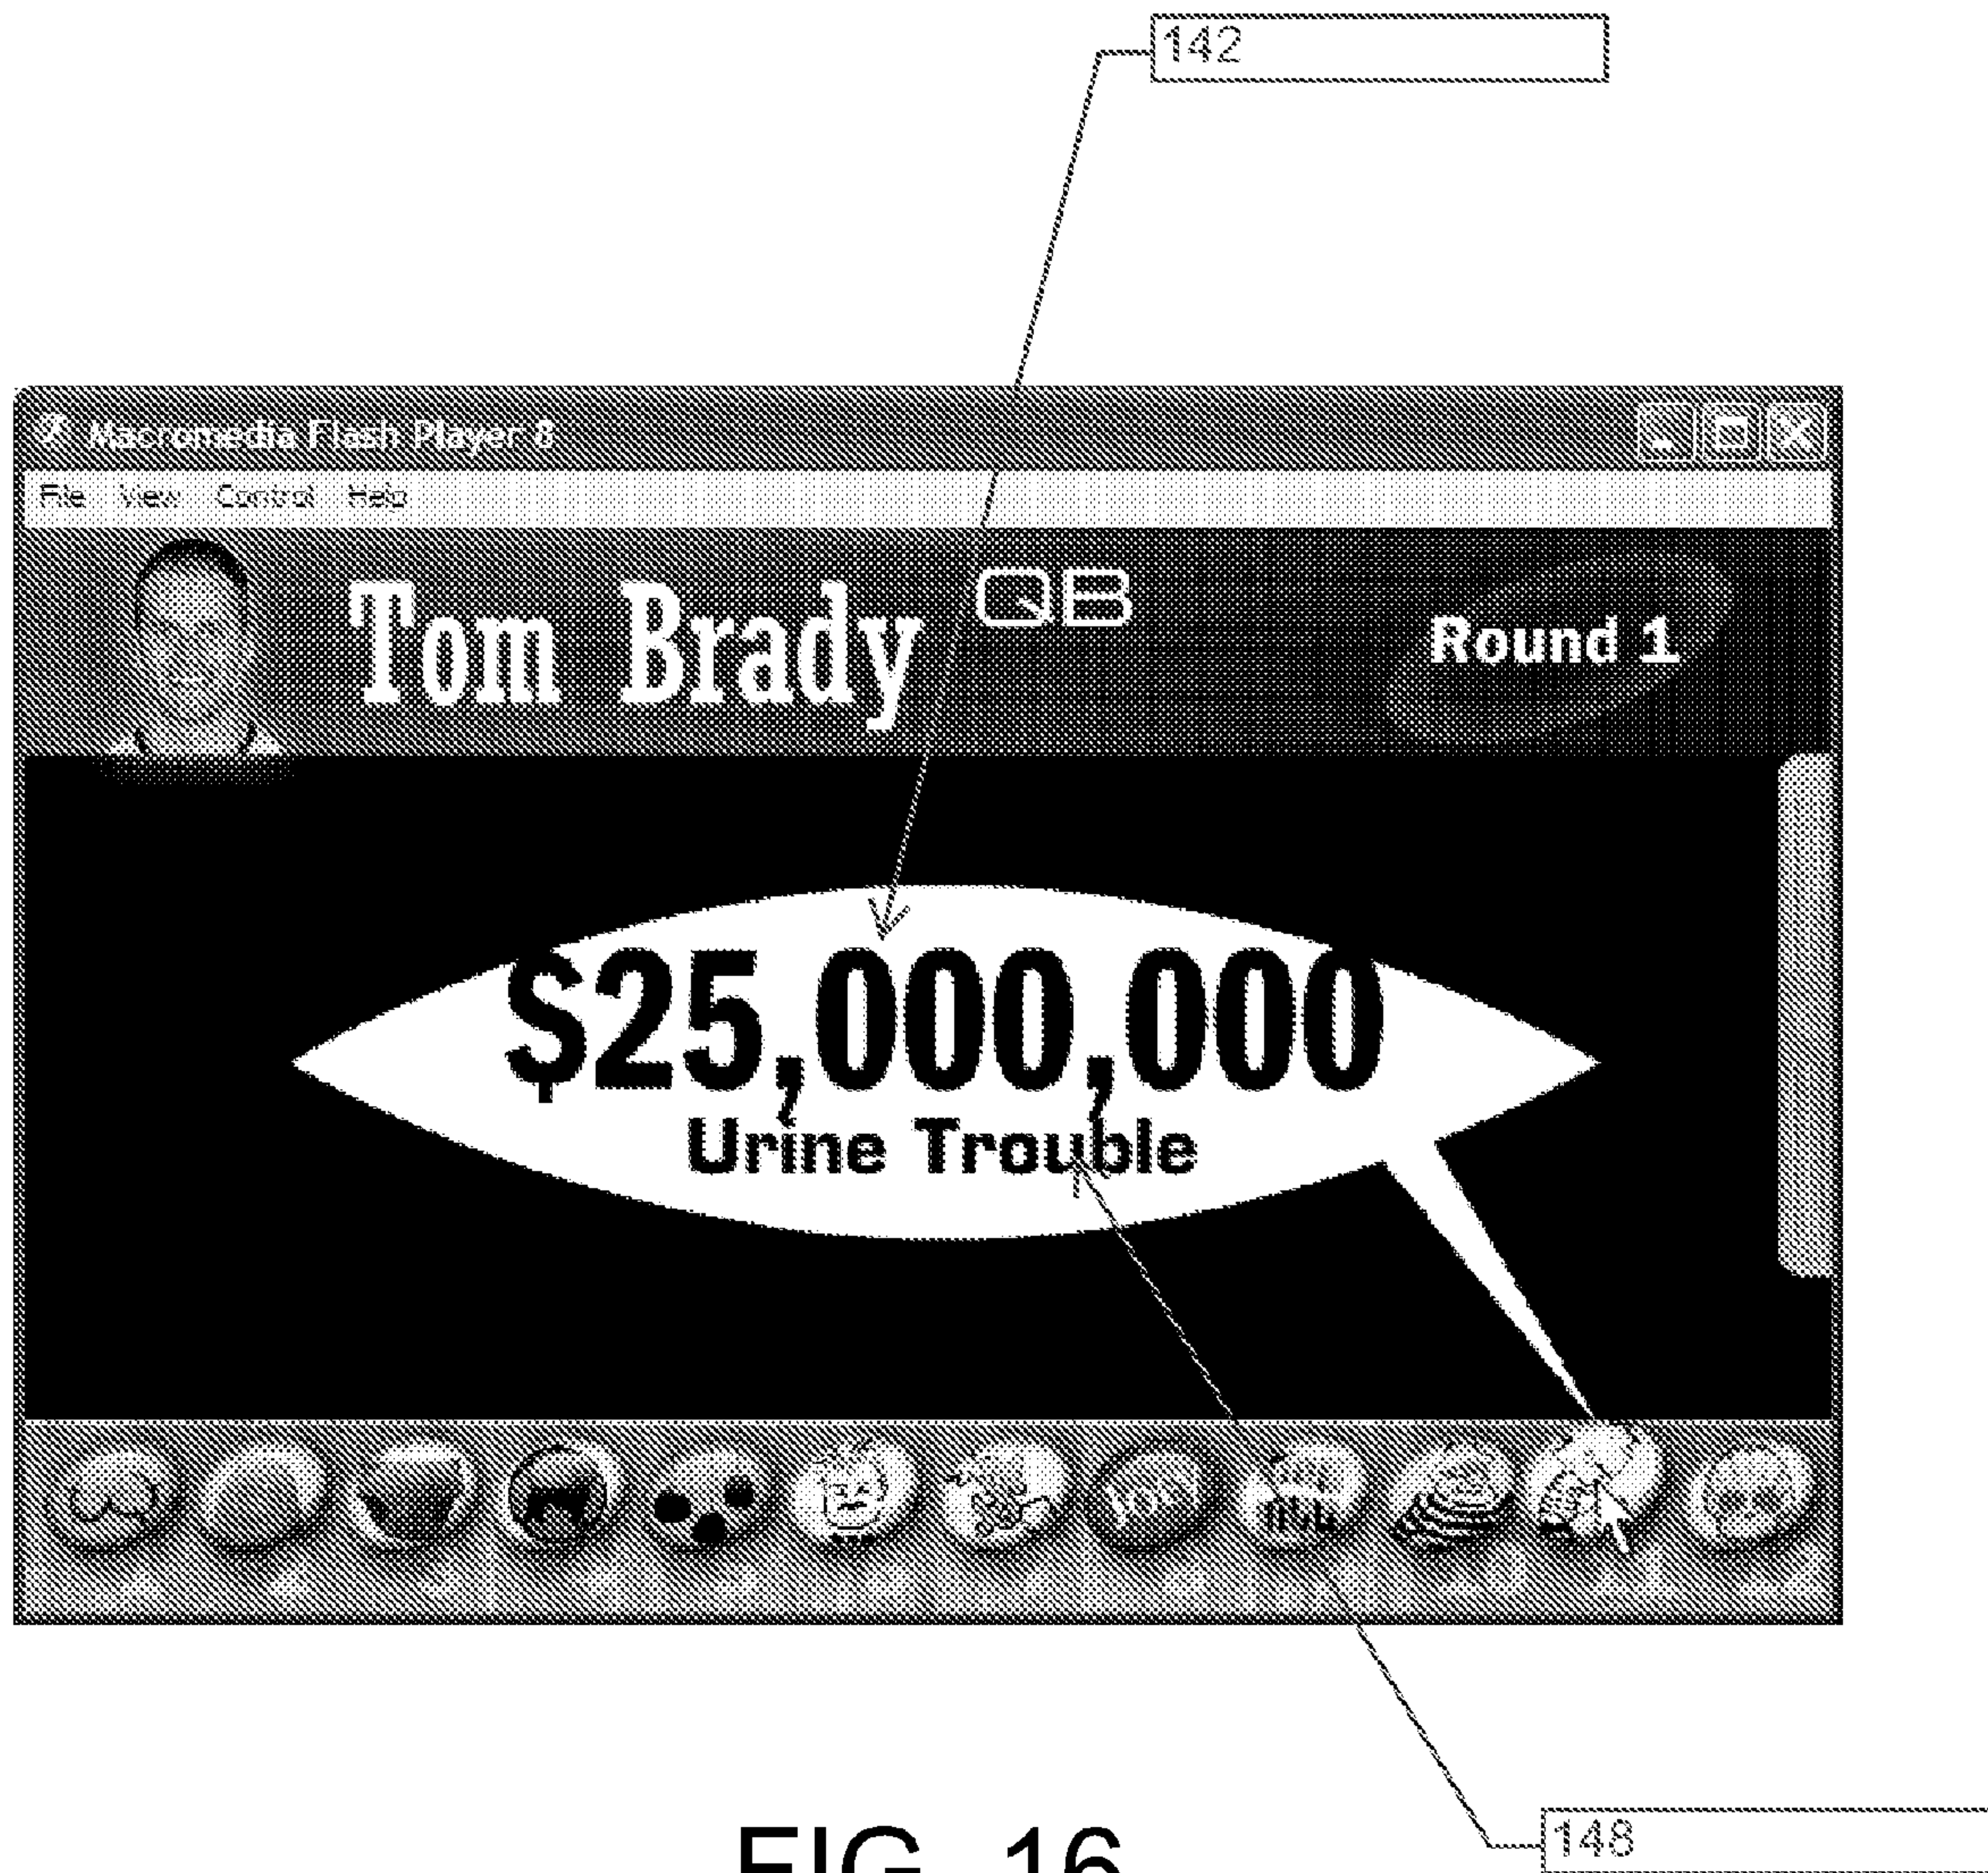 142
Macromedia Flash Player 8
File View Control Help
Tom Brady QB
Round 1
$25,000,000
Urine Trouble
148
FIG. 16